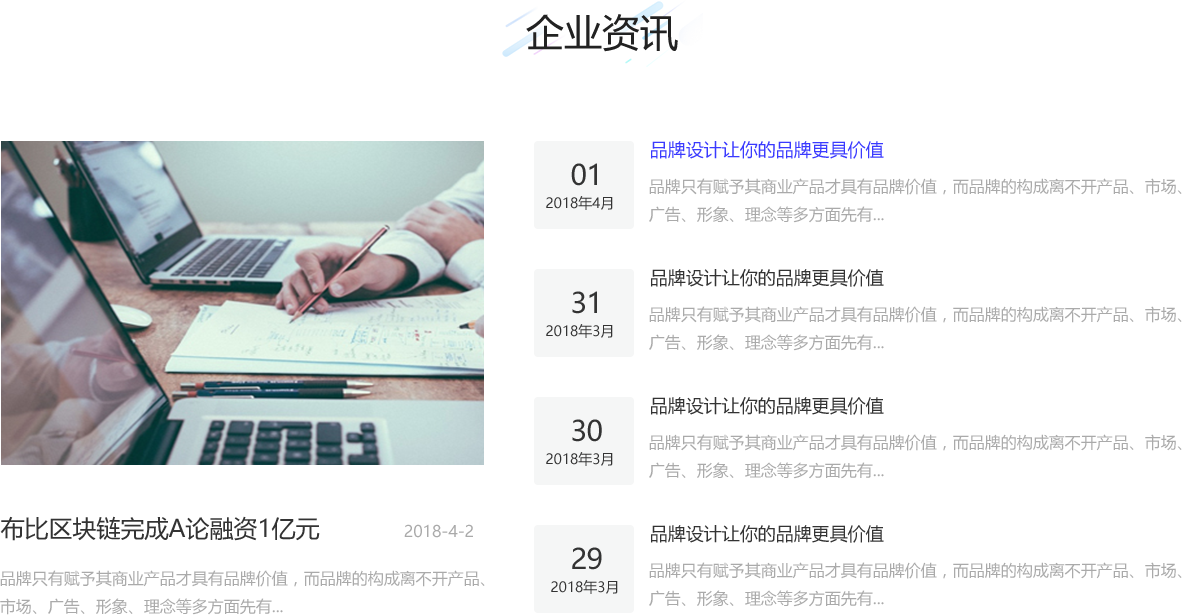 企业资讯
布比区块链完成A论融资1亿元
2018-4-2
品牌只有赋予其商业产品才具有品牌价值，而品牌的构成离不开产品、
市场、广告、形象、理念等多方面先有...
01
2018年4月
品牌设计让你的品牌更具价值
品牌只有赋予其商业产品才具有品牌价值，而品牌的构成离不开产品、市场、
广告、形象、理念等多方面先有...
31
2018年3月
品牌设计让你的品牌更具价值
品牌只有赋予其商业产品才具有品牌价值，而品牌的构成离不开产品、市场、
广告、形象、理念等多方面先有...
30
2018年3月
品牌设计让你的品牌更具价值
品牌只有赋予其商业产品才具有品牌价值，而品牌的构成离不开产品、市场、
广告、形象、理念等多方面先有...
29
2018年3月
品牌设计让你的品牌更具价值
品牌只有赋予其商业产品才具有品牌价值，而品牌的构成离不开产品、市场、
广告、形象、理念等多方面先有...